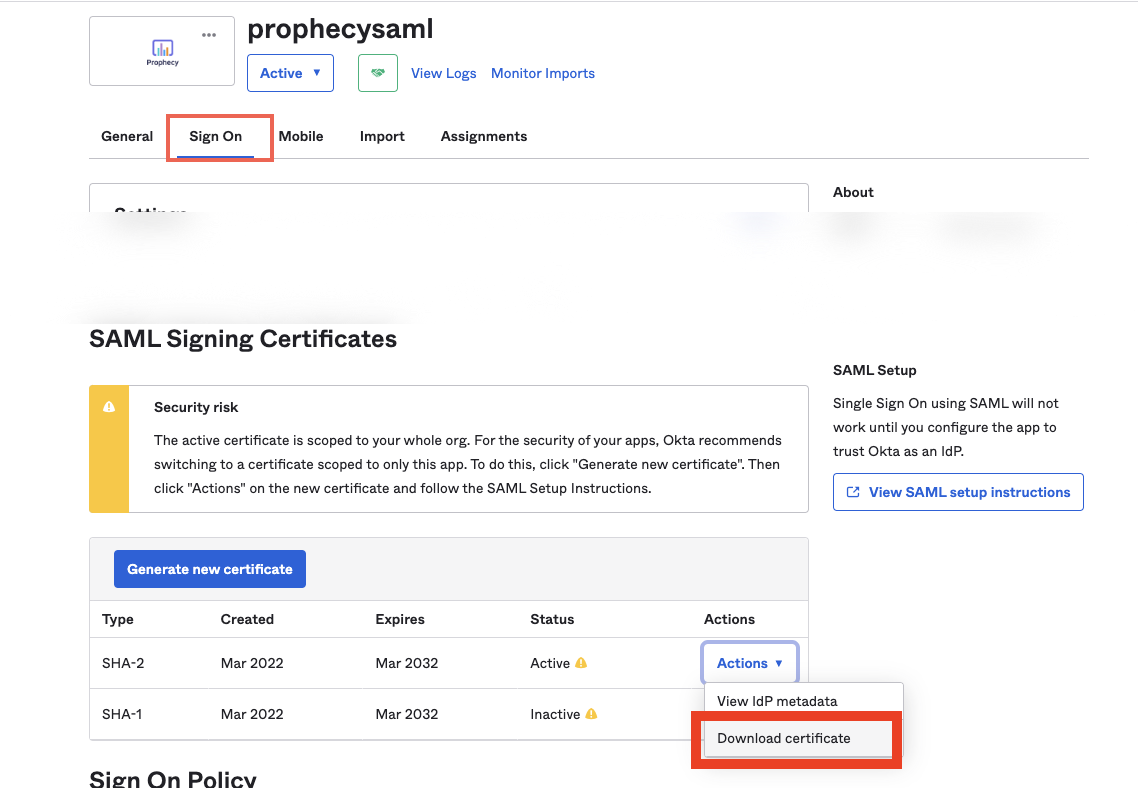 prophecysaml
Prophecy
Active
View Logs
Monitor Imports
General
Sign On
Mobile
Import
Assignments
Settings
About
SAML Signing Certificates
Security risk
The active certificate is scoped to your whole org. For the security of your apps, Okta recommends
switching to a certificate scoped to only this app. To do this, click "Generate new certificate". Then
click "Actions" on the new certificate and follow the SAML Setup Instructions.
SAML Setup
Single Sign On using SAML will not
work until you configure the app to
trust Okta as an IdP.
View SAML setup instructions
Generate new certificate
Type Created Expires Status Actions
SHA-2 Mar 2022 Mar 2032 Active Actions
SHA-1 Mar 2022 Mar 2032 Inactive
View IdP metadata
Download certificate
Sign On Policy